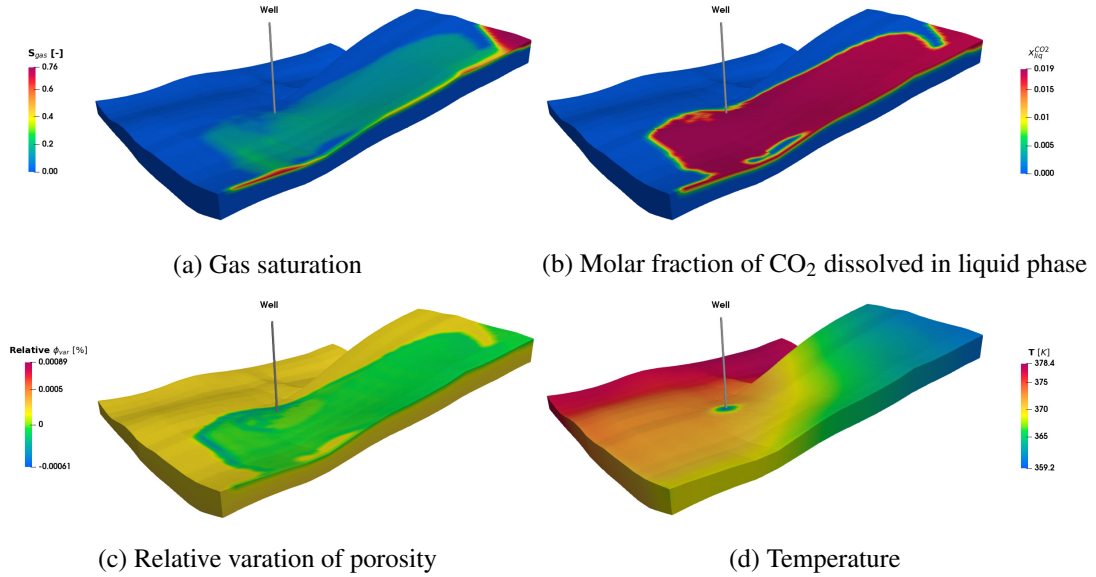 Well
S_gas [-]
0.76
0.6
0.4
0.2
0.00
(a) Gas saturation
Well
x_liq^CO2
0.019
0.01
0.005
0.000
(b) Molar fraction of CO₂ dissolved in liquid phase
Well
Relative ϕ_var [%]
0.00089
0.0005
0
-0.00061
(c) Relative varation of porosity
Well
T [K]
378.4
375
370
365
359.2
(d) Temperature